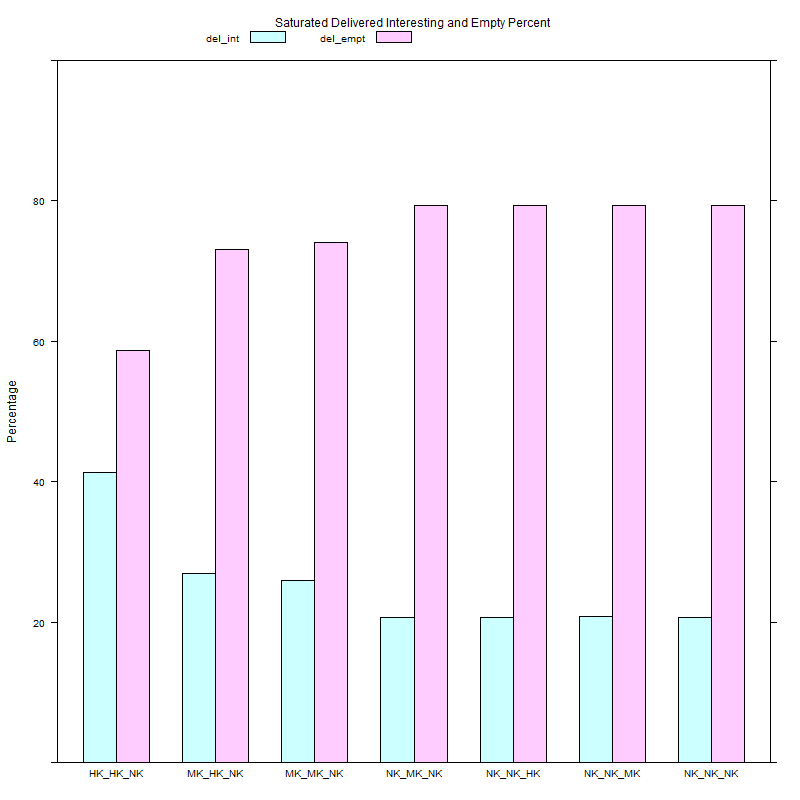 Saturated Delivered Interesting and Empty Percent
del_int del_empt
80
60
40
20
Percentage
HK_HK_NK MK_HK_NK MK_MK_NK NK_MK_NK NK_NK_HK NK_NK_MK NK_NK_NK